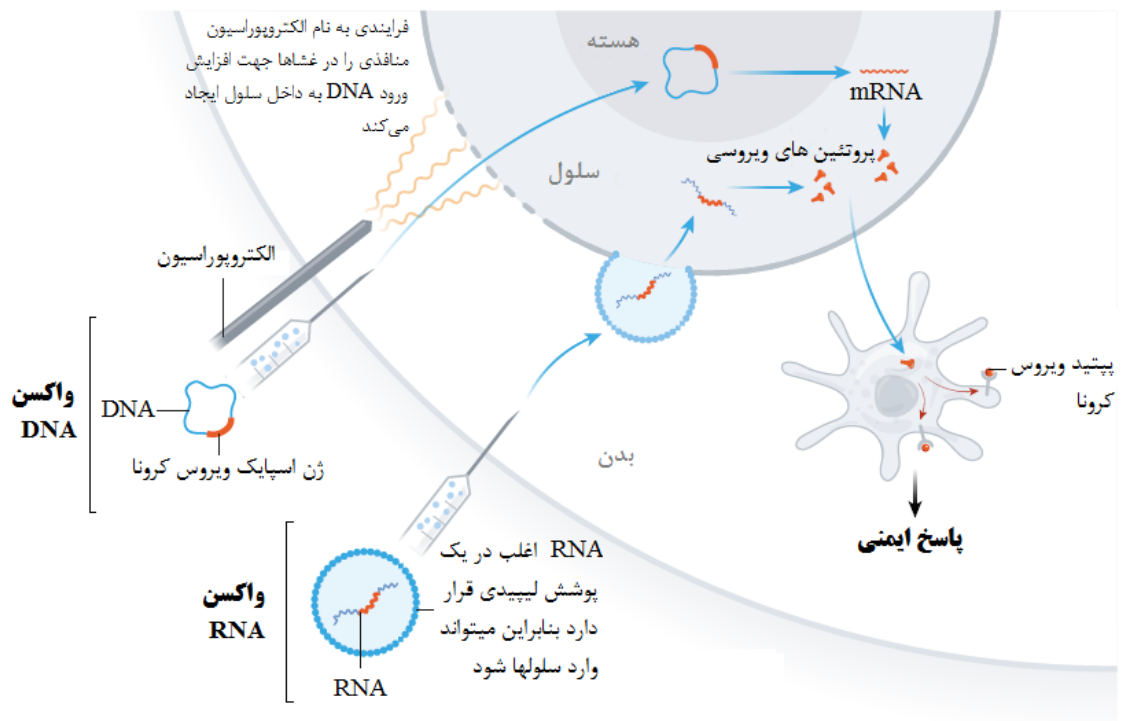 فرایندی به نام الکتروپوراسیون
منافذی را در غشاها جهت افزایش
ورود DNA به داخل سلول ایجاد
می‌کند
هسته
mRNA
پروتئین های ویروسی
سلول
الکتروپوراسیون
واکسن
DNA
DNA
ژن اسپایک ویروس کرونا
پپتید ویروس
کرونا
بدن
پاسخ ایمنی
واکسن
RNA
RNA اغلب در یک
پوشش لیپیدی قرار
دارد بنابراین میتواند
وارد سلولها شود
RNA